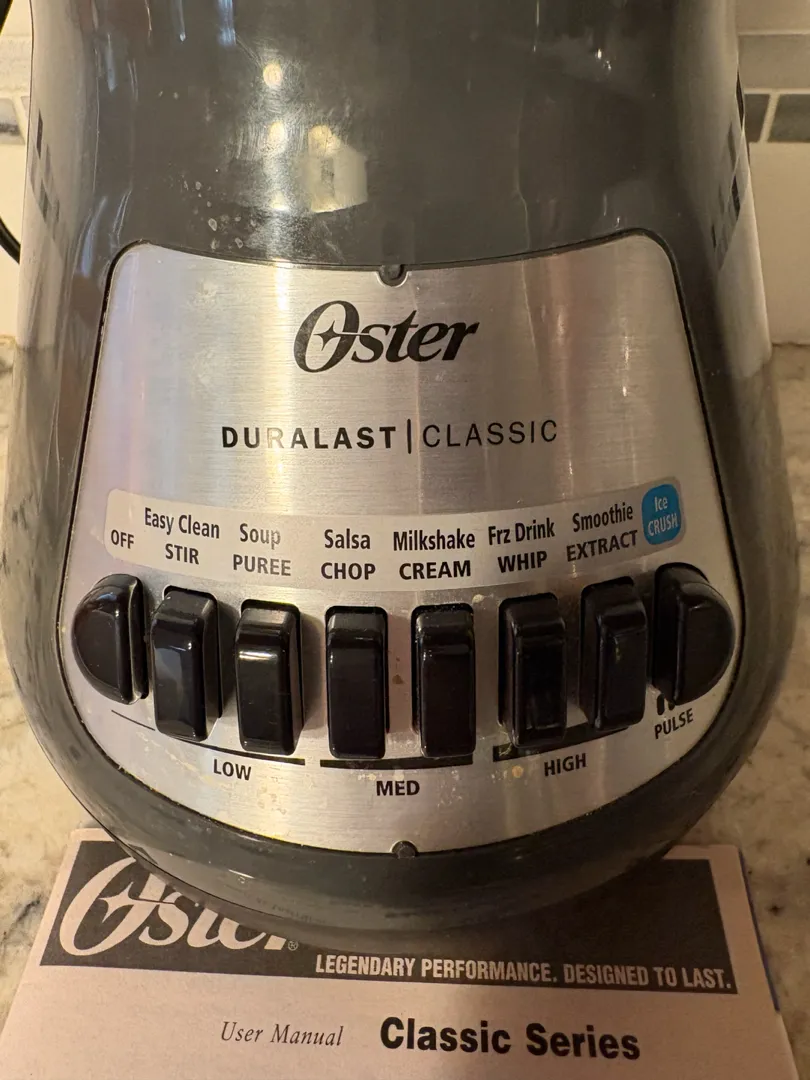 Oster
DURALAST | CLASSIC
OFF
Easy Clean
STIR
Soup
PUREE
Salsa
CHOP
Milkshake
CREAM
Frz Drink
WHIP
Smoothie
EXTRACT
Ice
CRUSH
PULSE
LOW
MED
HIGH
Oster®
LEGENDARY PERFORMANCE. DESIGNED TO LAST.
User Manual Classic Series